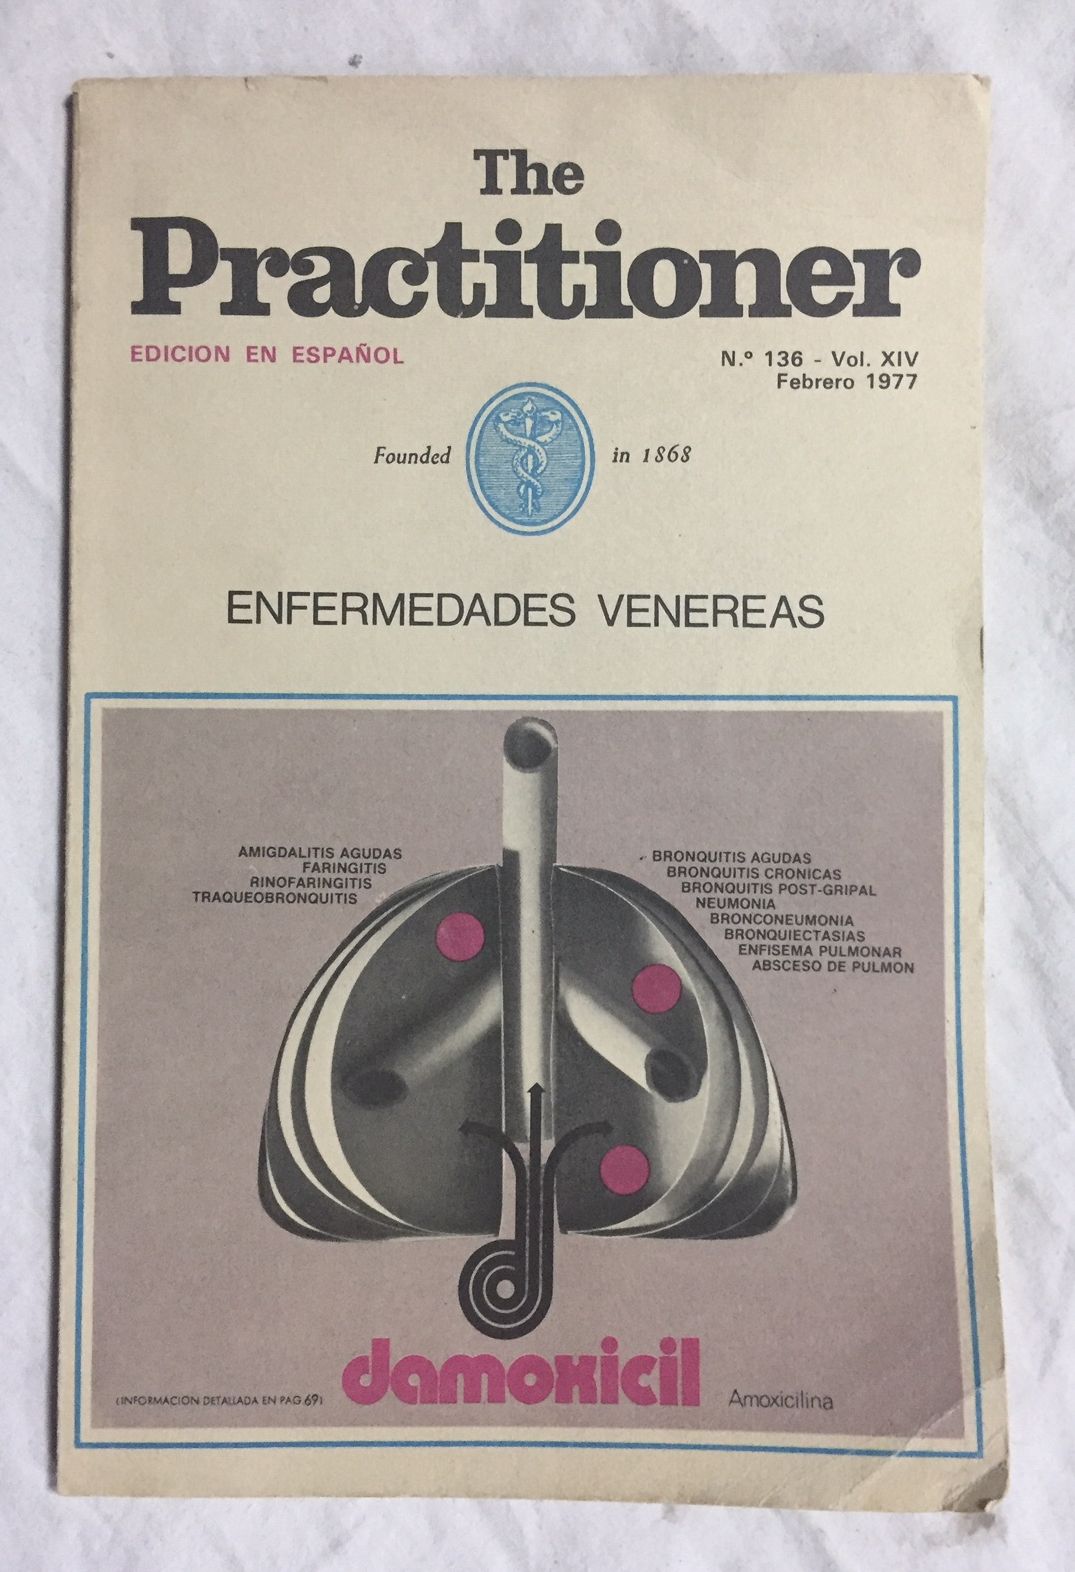 The
Practitioner
EDICION EN ESPAÑOL
N.º 136 - Vol. XIV
Febrero 1977
Founded in 1868
ENFERMEDADES VENEREAS
AMIGDALITIS AGUDAS
FARINGITIS
RINOFARINGITIS
TRAQUEOBRONQUITIS
BRONQUITIS AGUDAS
BRONQUITIS CRONICAS
BRONQUITIS POST-GRIPAL
NEUMONIA
BRONCONEUMONIA
BRONQUIECTASIAS
ENFISEMA PULMONAR
ABSCESO DE PULMON
damoxicil
(INFORMACION DETALLADA EN PAG 69)
Amoxicilina